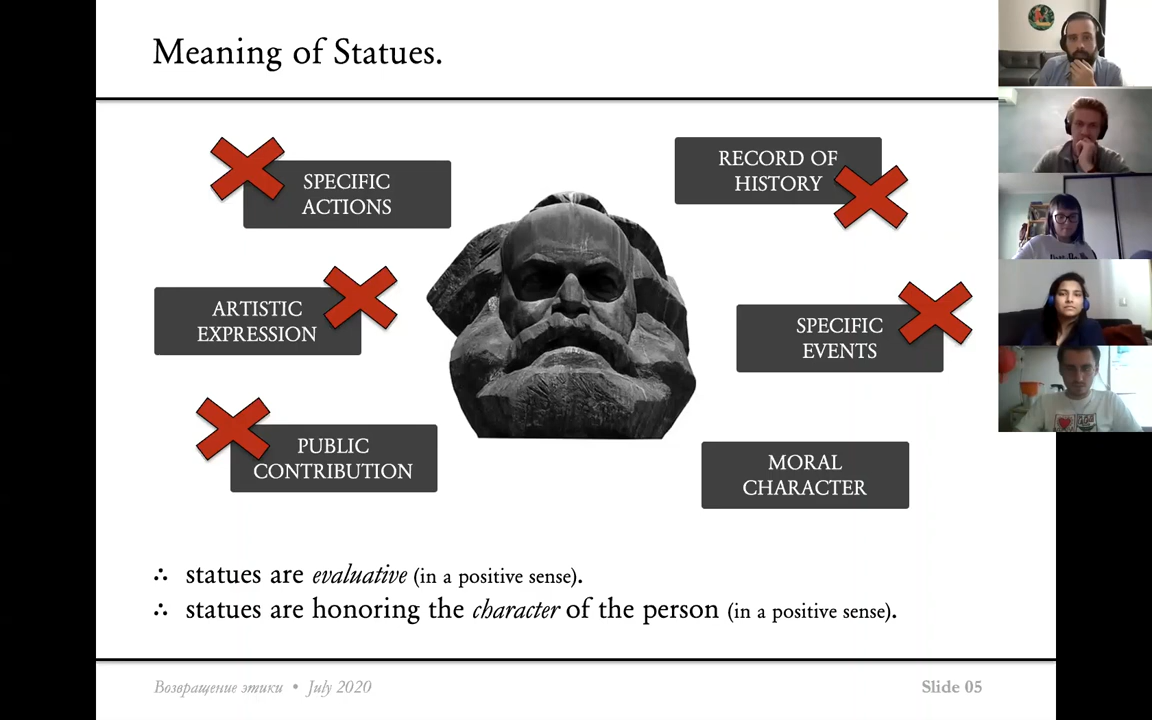 Meaning of Statues.
SPECIFIC
ACTIONS
RECORD OF
HISTORY
ARTISTIC
EXPRESSION
SPECIFIC
EVENTS
PUBLIC
CONTRIBUTION
MORAL
CHARACTER
∴ statues are evaluative (in a positive sense).
∴ statues are honoring the character of the person (in a positive sense).
Возвращение этики • July 2020
Slide 05